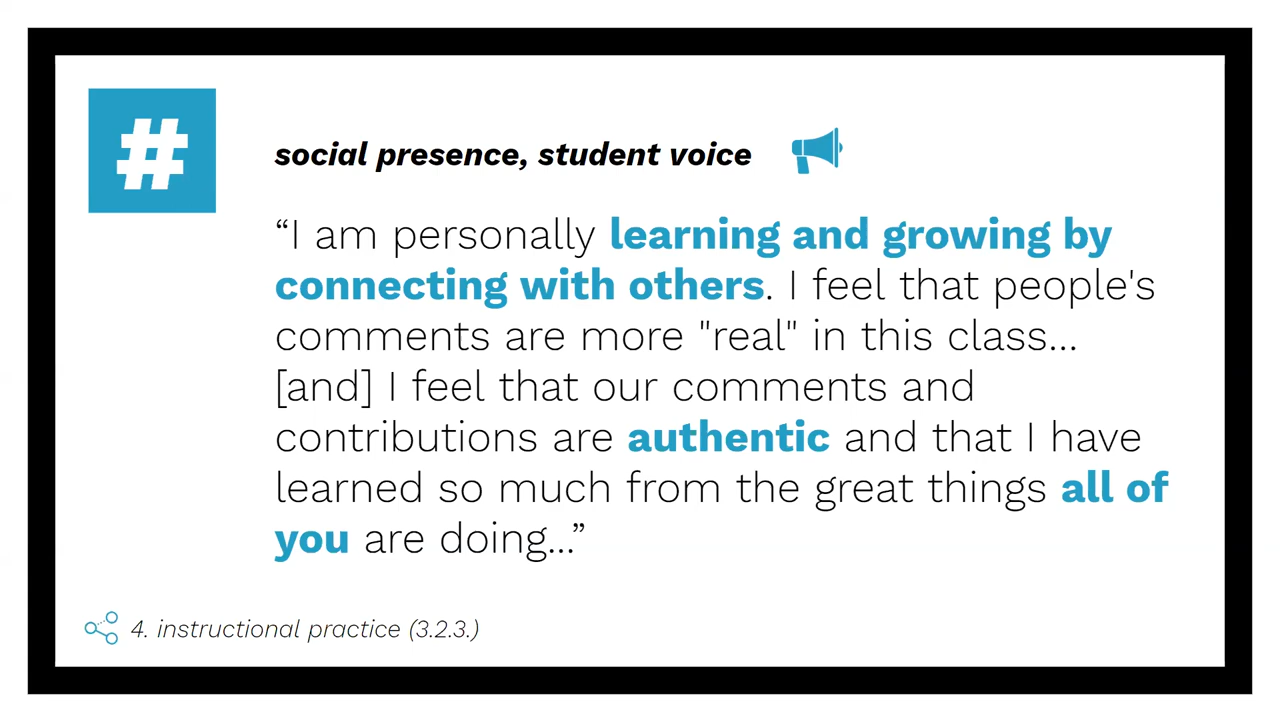 #
social presence, student voice
“I am personally learning and growing by
connecting with others. I feel that people's
comments are more "real" in this class...
[and] I feel that our comments and
contributions are authentic and that I have
learned so much from the great things all of
you are doing...”
4. instructional practice (3.2.3.)